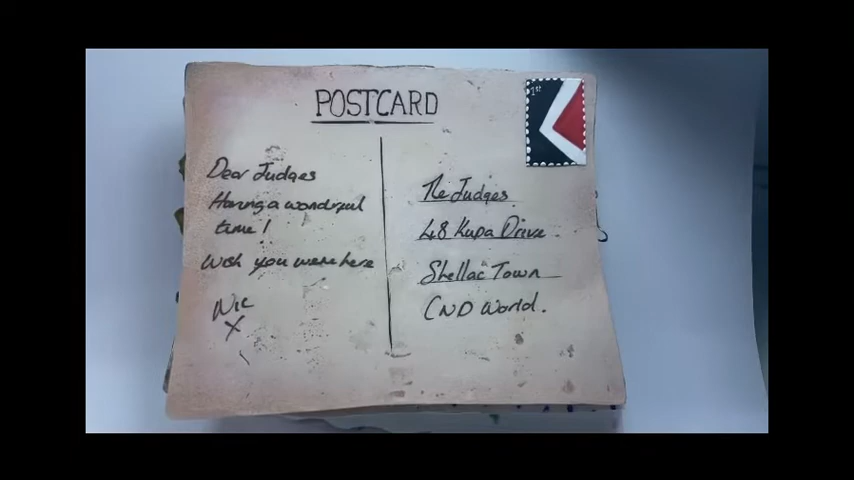 POSTCARD
1st
Dear Judges
Having a wonderful
time!
Wish you were here
Nic
X
The Judges
48 Kupa Drive
Shellac Town
CND World.